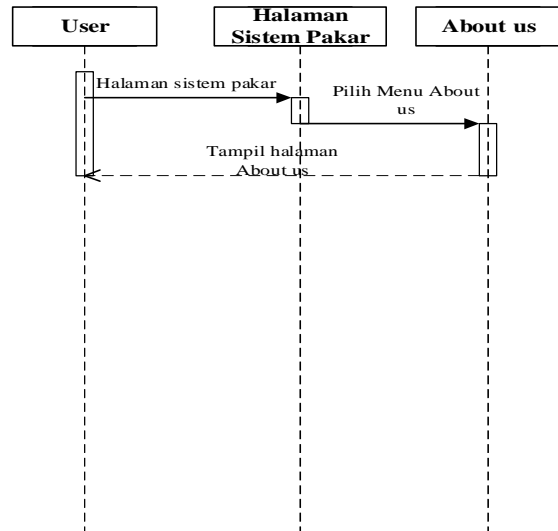 User
Halaman
Sistem Pakar
About us
Halaman sistem pakar
Pilih Menu About
us
Tampil halaman
About us